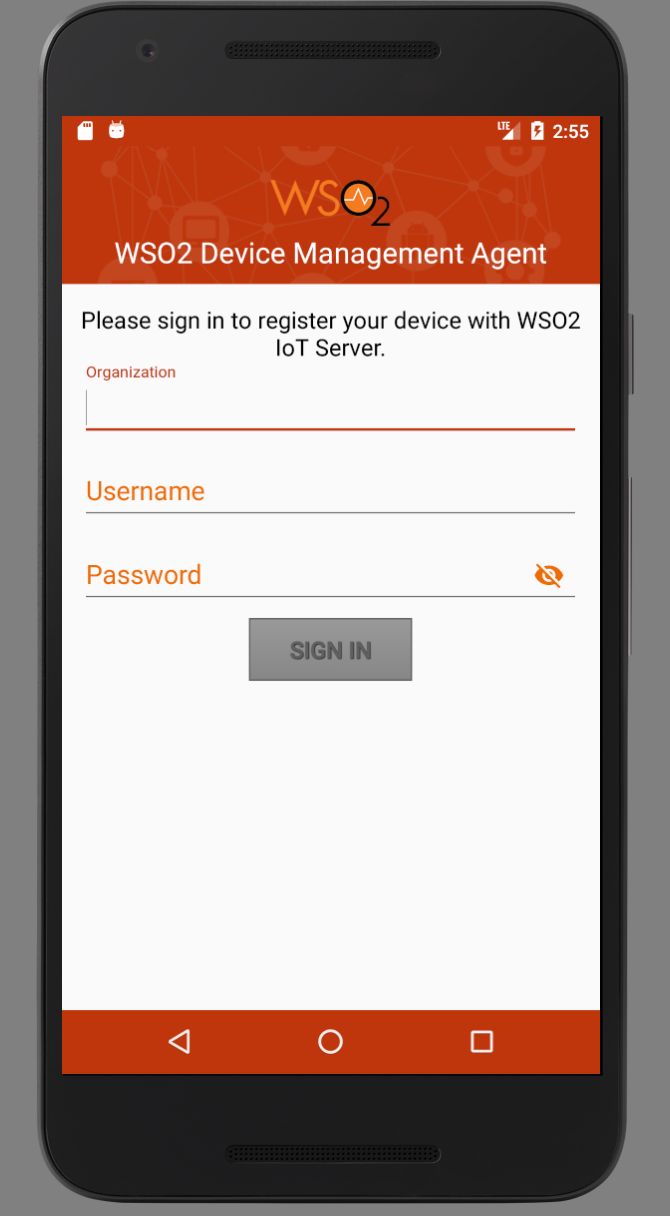 LTE 2:55
WSO2
WSO2 Device Management Agent
Please sign in to register your device with WSO2
IoT Server.
Organization
Username
Password
SIGN IN